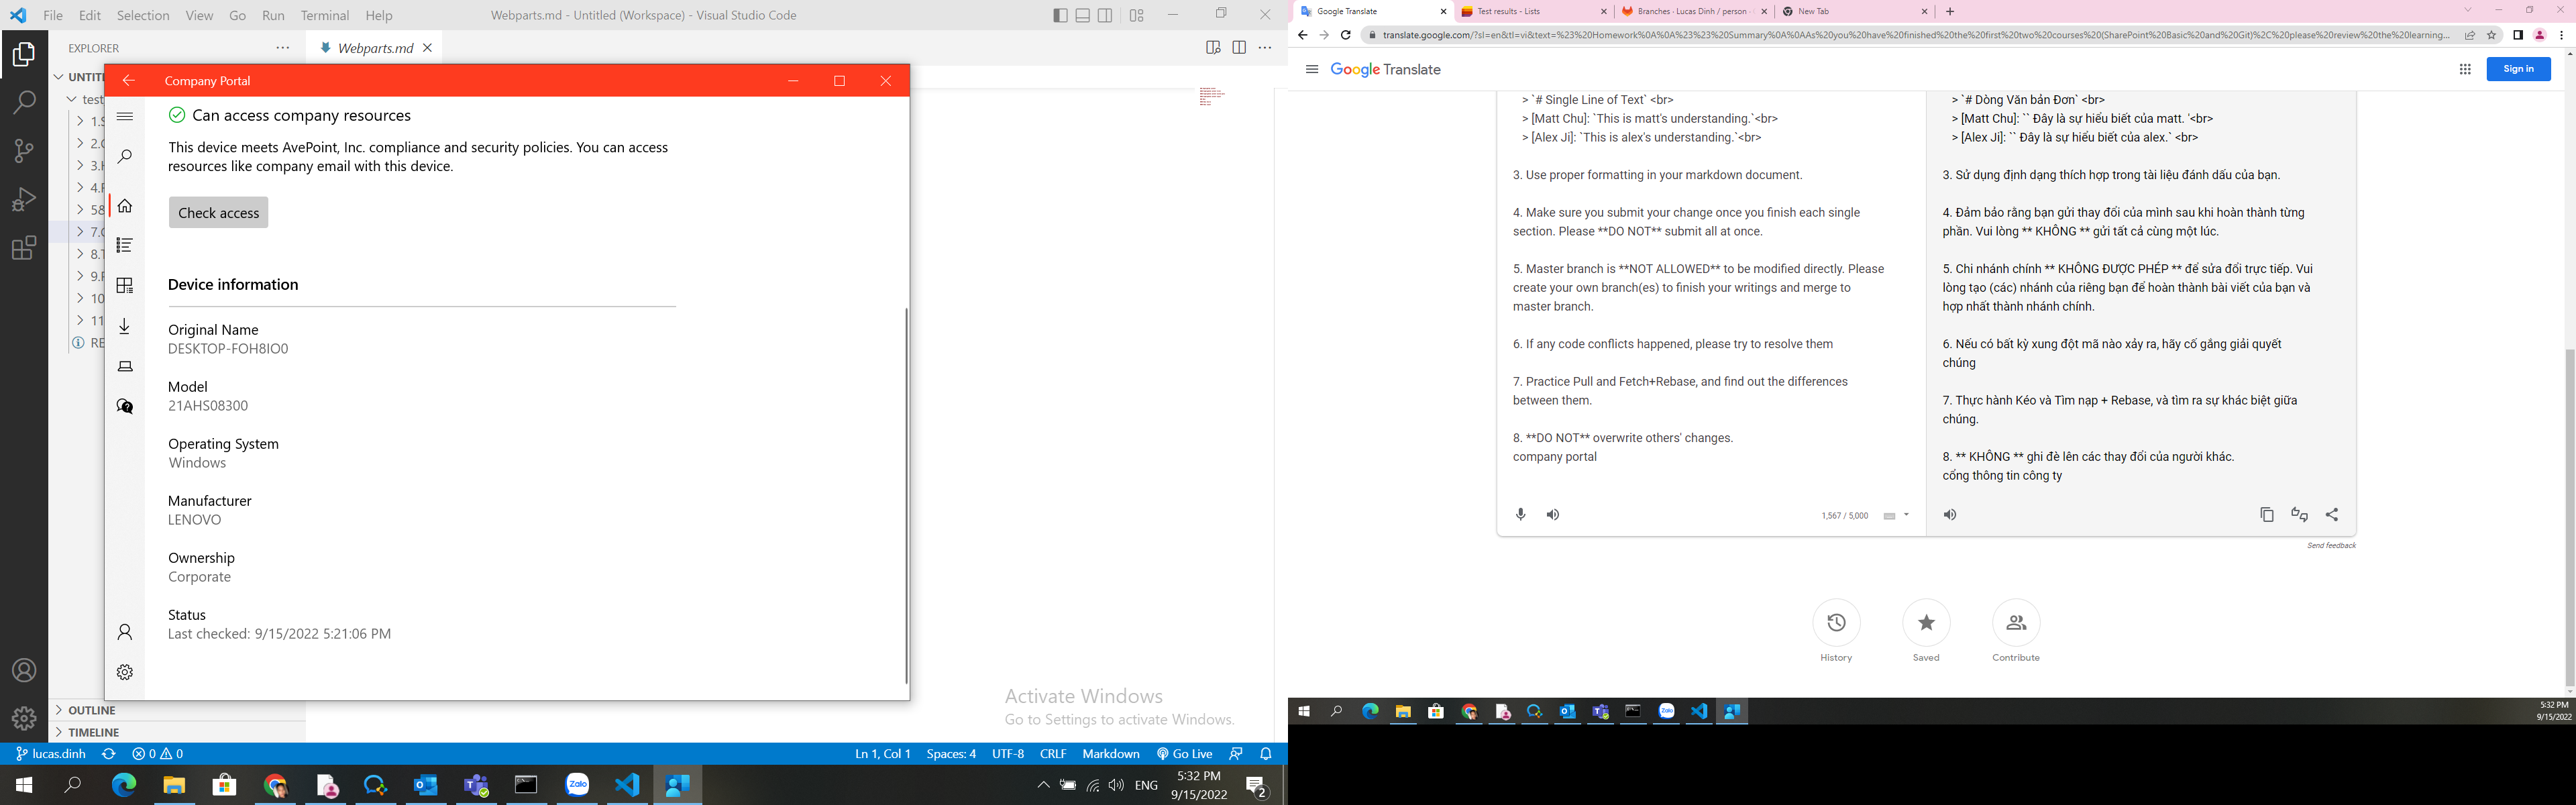 File Edit Selection View Go Run Terminal Help
Webparts.md - Untitled (Workspace) - Visual Studio Code
EXPLORER
Webparts.md
UNTIT
test
1.S
2.C
3.H
4.F
58
7.C
8.T
9.F
10
11
RE
OUTLINE
TIMELINE
Company Portal
Can access company resources
This device meets AvePoint, Inc. compliance and security policies. You can access
resources like company email with this device.
Check access
Device information
Original Name
DESKTOP-FOH8IO0
Model
21AHS08300
Operating System
Windows
Manufacturer
LENOVO
Ownership
Corporate
Status
Last checked: 9/15/2022 5:21:06 PM
Activate Windows
Go to Settings to activate Windows.
lucas.dinh 0 0
Ln 1, Col 1 Spaces: 4 UTF-8 CRLF Markdown Go Live
Zalo
ENG
5:32 PM
9/15/2022
2
Google Translate
Test results - Lists
Branches · Lucas Dinh / person
New Tab
translate.google.com/?sl=en&tl=vi&text=%23%20Homework%0A%0A%23%23%20Summary%0A%0AAs%20you%20have%20finished%20the%20first%20two%20courses%20(SharePoint%20Basic%20and%20Git)%2C%20please%20review%20the%20learning...
Google Translate
Sign in
> `# Single Line of Text` <br>
> [Matt Chu]: `This is matt's understanding.`<br>
> [Alex Ji]: `This is alex's understanding.`<br>
3. Use proper formatting in your markdown document.
4. Make sure you submit your change once you finish each single
section. Please **DO NOT** submit all at once.
5. Master branch is **NOT ALLOWED** to be modified directly. Please
create your own branch(es) to finish your writings and merge to
master branch.
6. If any code conflicts happened, please try to resolve them
7. Practice Pull and Fetch+Rebase, and find out the differences
between them.
8. **DO NOT** overwrite others' changes.
company portal
1,567 / 5,000
> `# Dòng Văn bản Đơn` <br>
> [Matt Chu]: `` Đây là sự hiểu biết của matt. '<br>
> [Alex Ji]: `` Đây là sự hiểu biết của alex.` <br>
3. Sử dụng định dạng thích hợp trong tài liệu đánh dấu của bạn.
4. Đảm bảo rằng bạn gửi thay đổi của mình sau khi hoàn thành từng
phần. Vui lòng ** KHÔNG ** gửi tất cả cùng một lúc.
5. Chi nhánh chính ** KHÔNG ĐƯỢC PHÉP ** để sửa đổi trực tiếp. Vui
lòng tạo (các) nhánh của riêng bạn để hoàn thành bài viết của bạn và
hợp nhất thành nhánh chính.
6. Nếu có bất kỳ xung đột mã nào xảy ra, hãy cố gắng giải quyết
chúng
7. Thực hành Kéo và Tìm nạp + Rebase, và tìm ra sự khác biệt giữa
chúng.
8. ** KHÔNG ** ghi đè lên các thay đổi của người khác.
cổng thông tin công ty
Send feedback
History
Saved
Contribute
Zalo
5:32 PM
9/15/2022